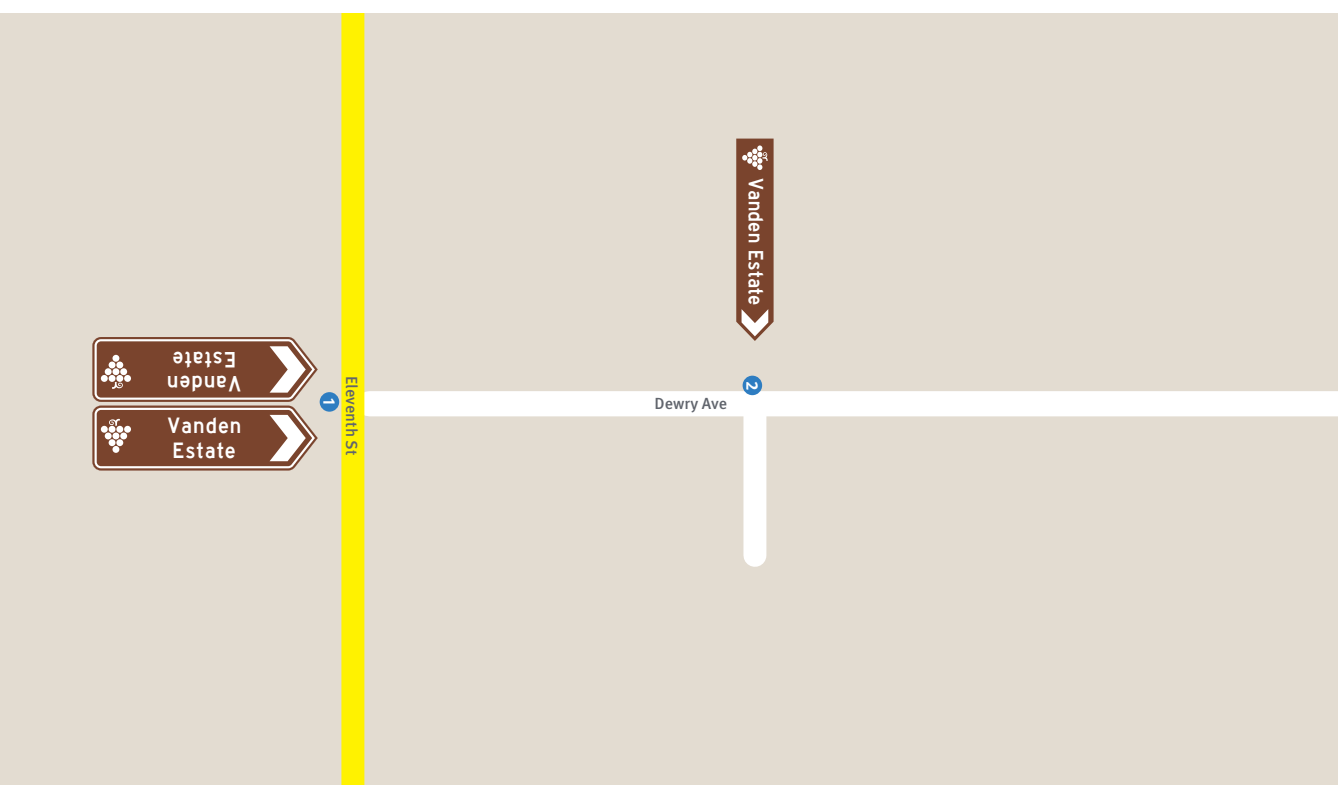 Vanden
Estate
Vanden
Estate
1
Eleventh St
Vanden Estate
2
Dewry Ave